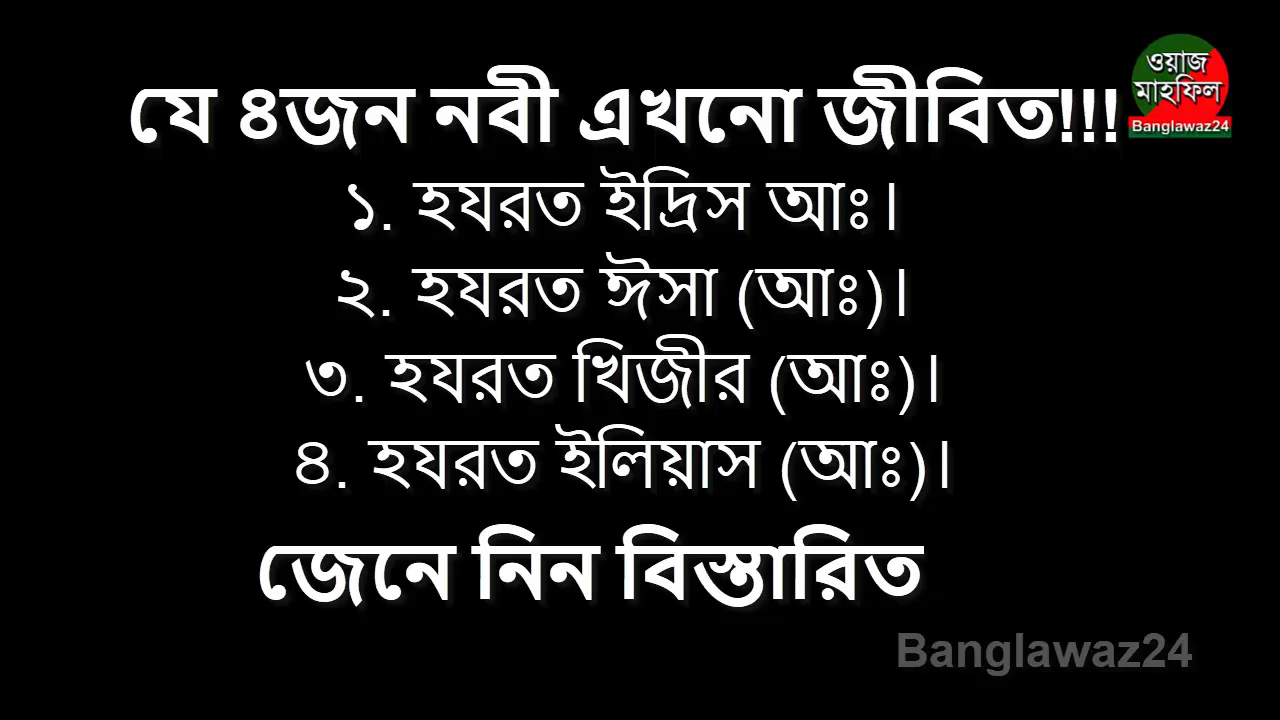 যে ৪জন নবী এখনো জীবিত!!!
ওয়াজ
মাহফিল
Banglawaz24
১. হযরত ইদ্রিস আঃ।
২. হযরত ঈসা (আঃ)।
৩. হযরত খিজীর (আঃ)।
৪. হযরত ইলিয়াস (আঃ)।
জেনে নিন বিস্তারিত
Banglawaz24